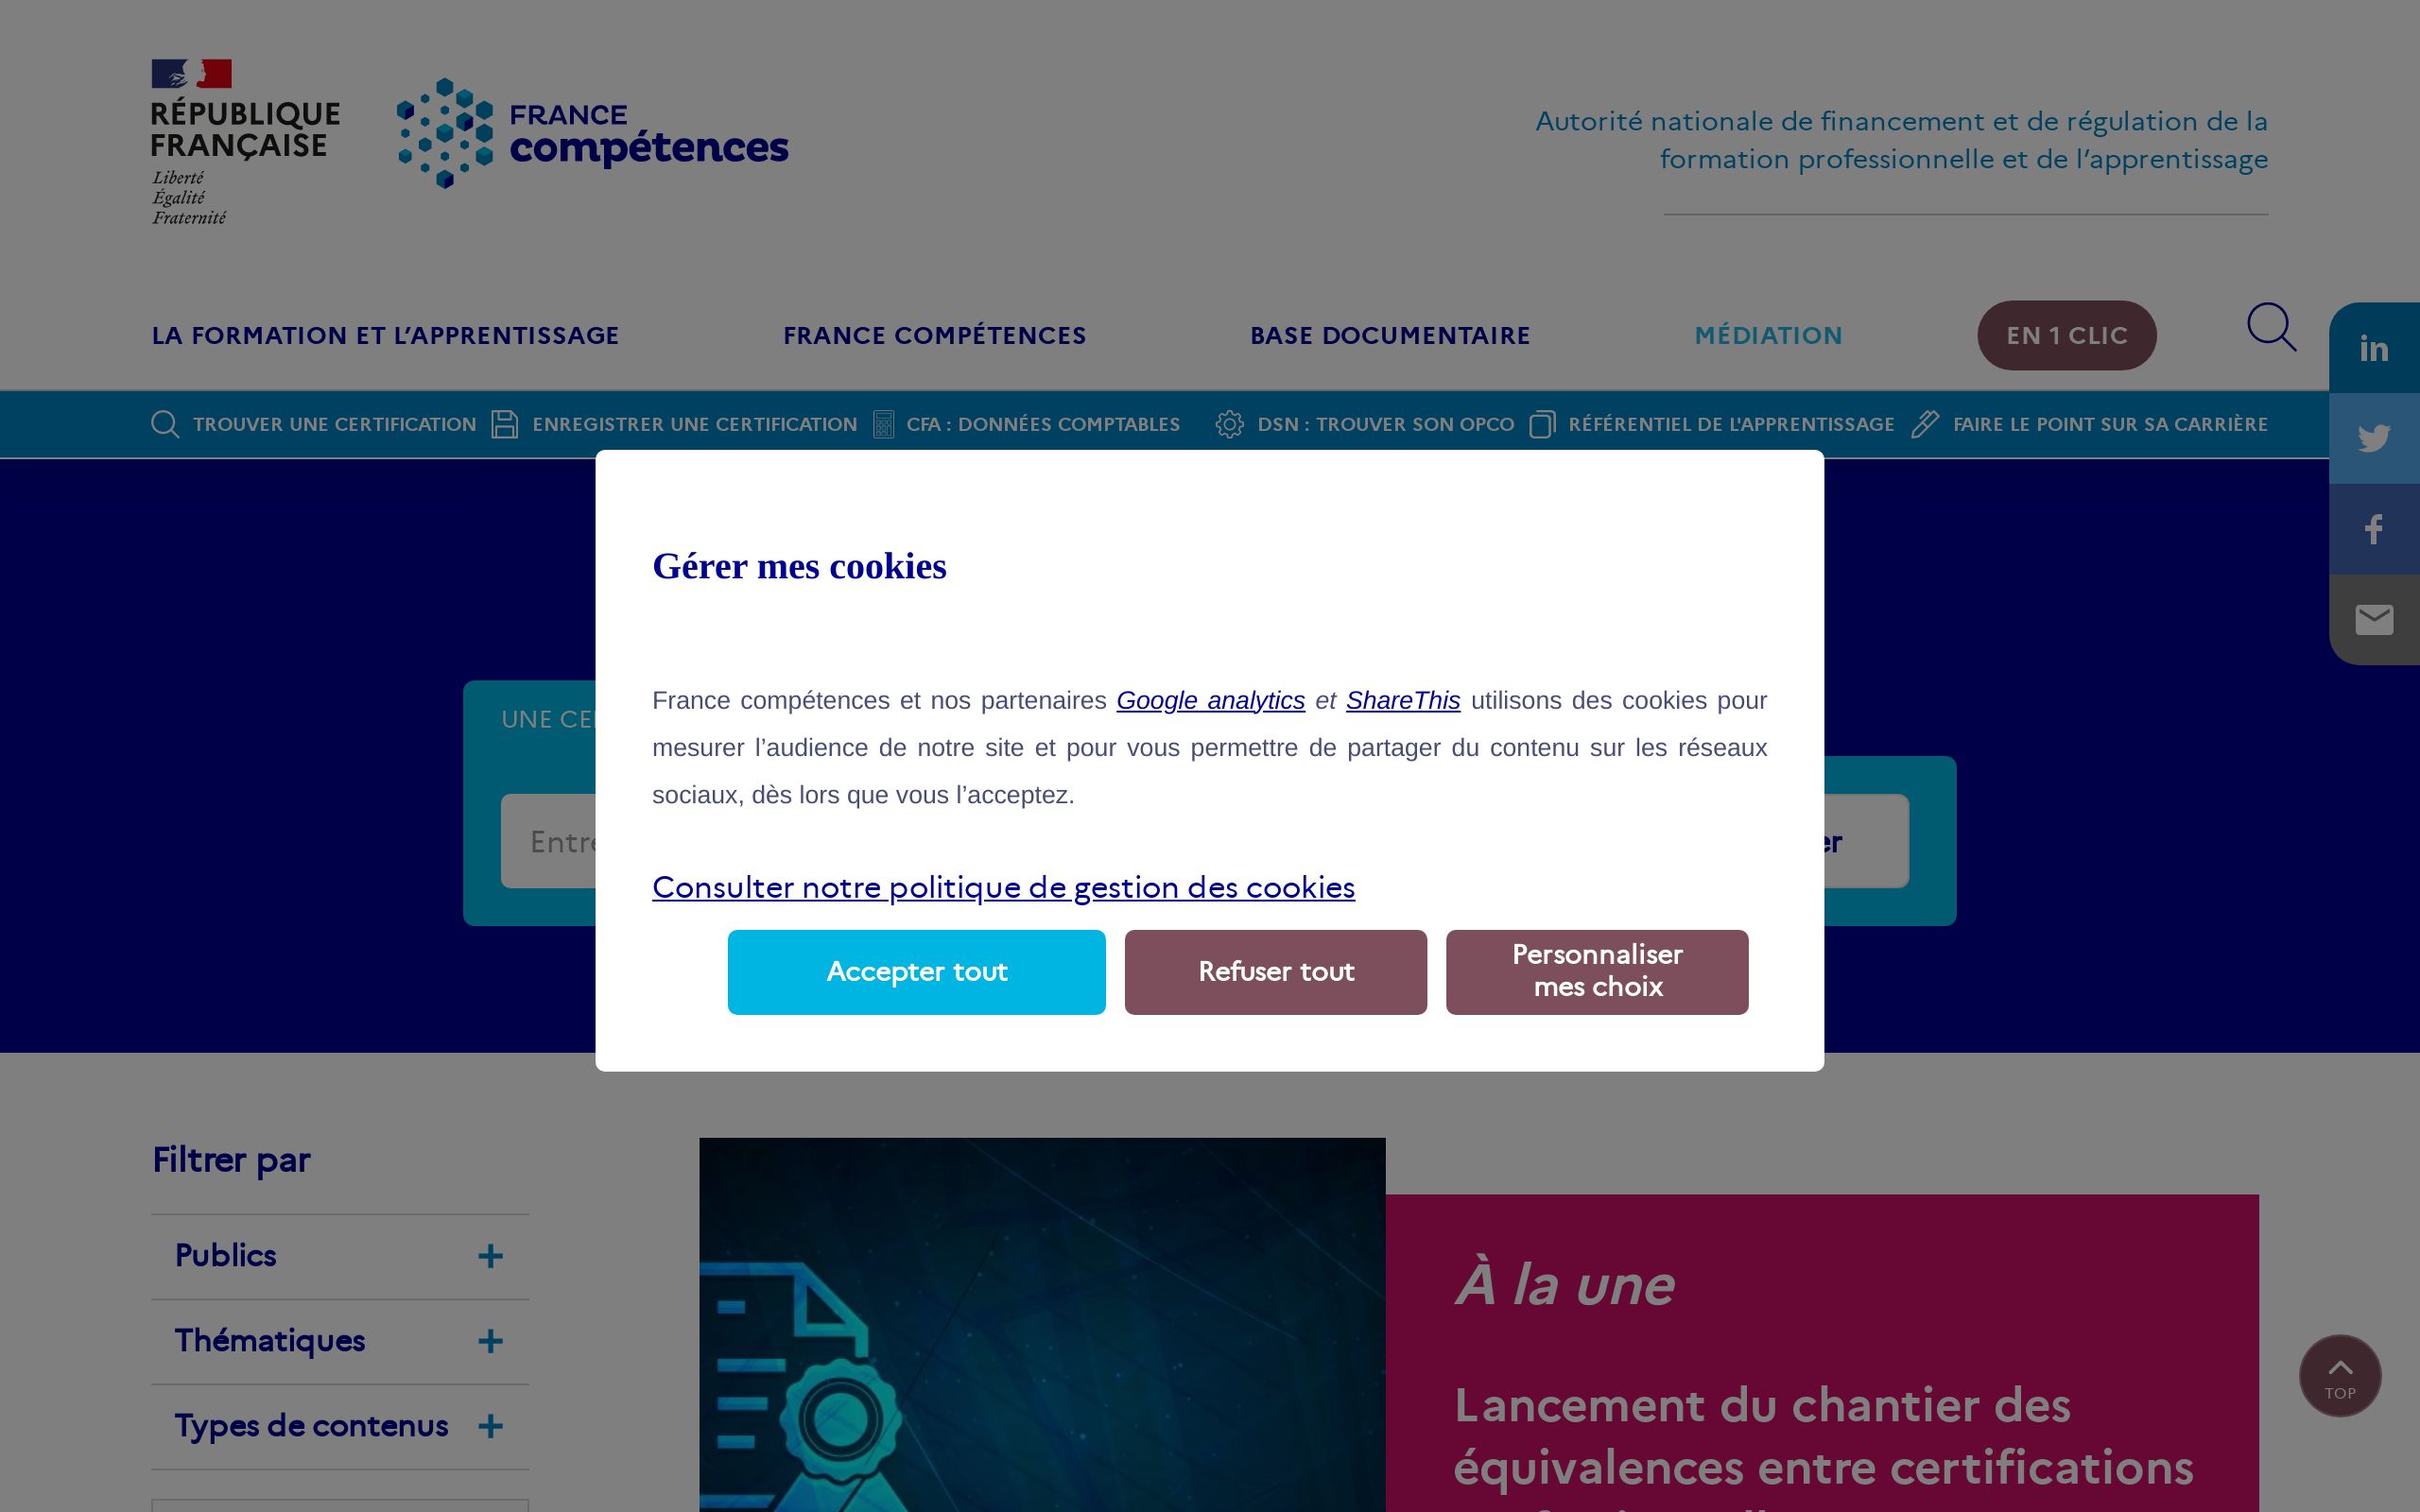 RÉPUBLIQUE
FRANÇAISE
Liberté
Égalité
Fraternité
FRANCE
compétences
Autorité nationale de financement et de régulation de la
formation professionnelle et de l’apprentissage
LA FORMATION ET L’APPRENTISSAGE FRANCE COMPÉTENCES BASE DOCUMENTAIRE MÉDIATION EN 1 CLIC
in
TROUVER UNE CERTIFICATION ENREGISTRER UNE CERTIFICATION CFA : DONNÉES COMPTABLES DSN : TROUVER SON OPCO RÉFÉRENTIEL DE L'APPRENTISSAGE FAIRE LE POINT SUR SA CARRIÈRE
Gérer mes cookies
France compétences et nos partenaires Google analytics et ShareThis utilisons des cookies pour
mesurer l’audience de notre site et pour vous permettre de partager du contenu sur les réseaux
sociaux, dès lors que vous l’acceptez.
UNE
Consulter notre politique de gestion des cookies
Accepter tout
Refuser tout
Personnaliser
mes choix
Filtrer par
Publics
Thématiques
Types de contenus
À la une
Lancement du chantier des
équivalences entre certifications
TOP